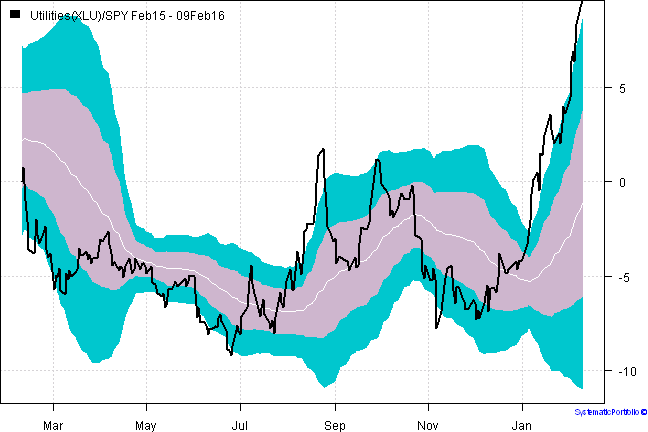 Utilities(XLU)/SPY Feb15 - 09Feb16
5
0
-5
-10
Mar May Jul Sep Nov Jan
SystematicPortfolio ©